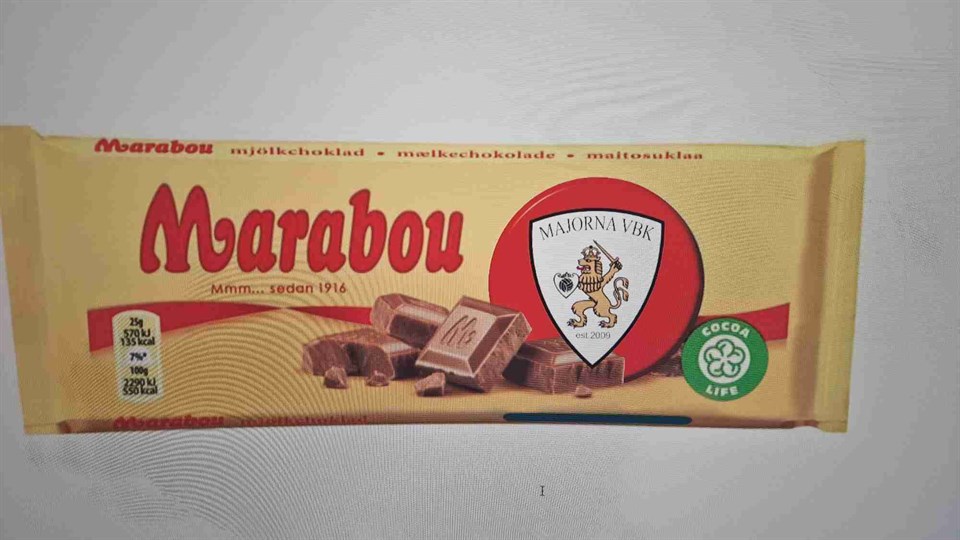 Marabou mjölkchoklad • mælkechokolade • maitosuklaa
Marabou
Mmm... sedan 1916
MAJORNA VBK
est.2009
25g
570 kJ
135 kcal
7%*
100g
2290 kJ
550 kcal
Ms
COCOA
LIFE
Marabou mjölkchoklad